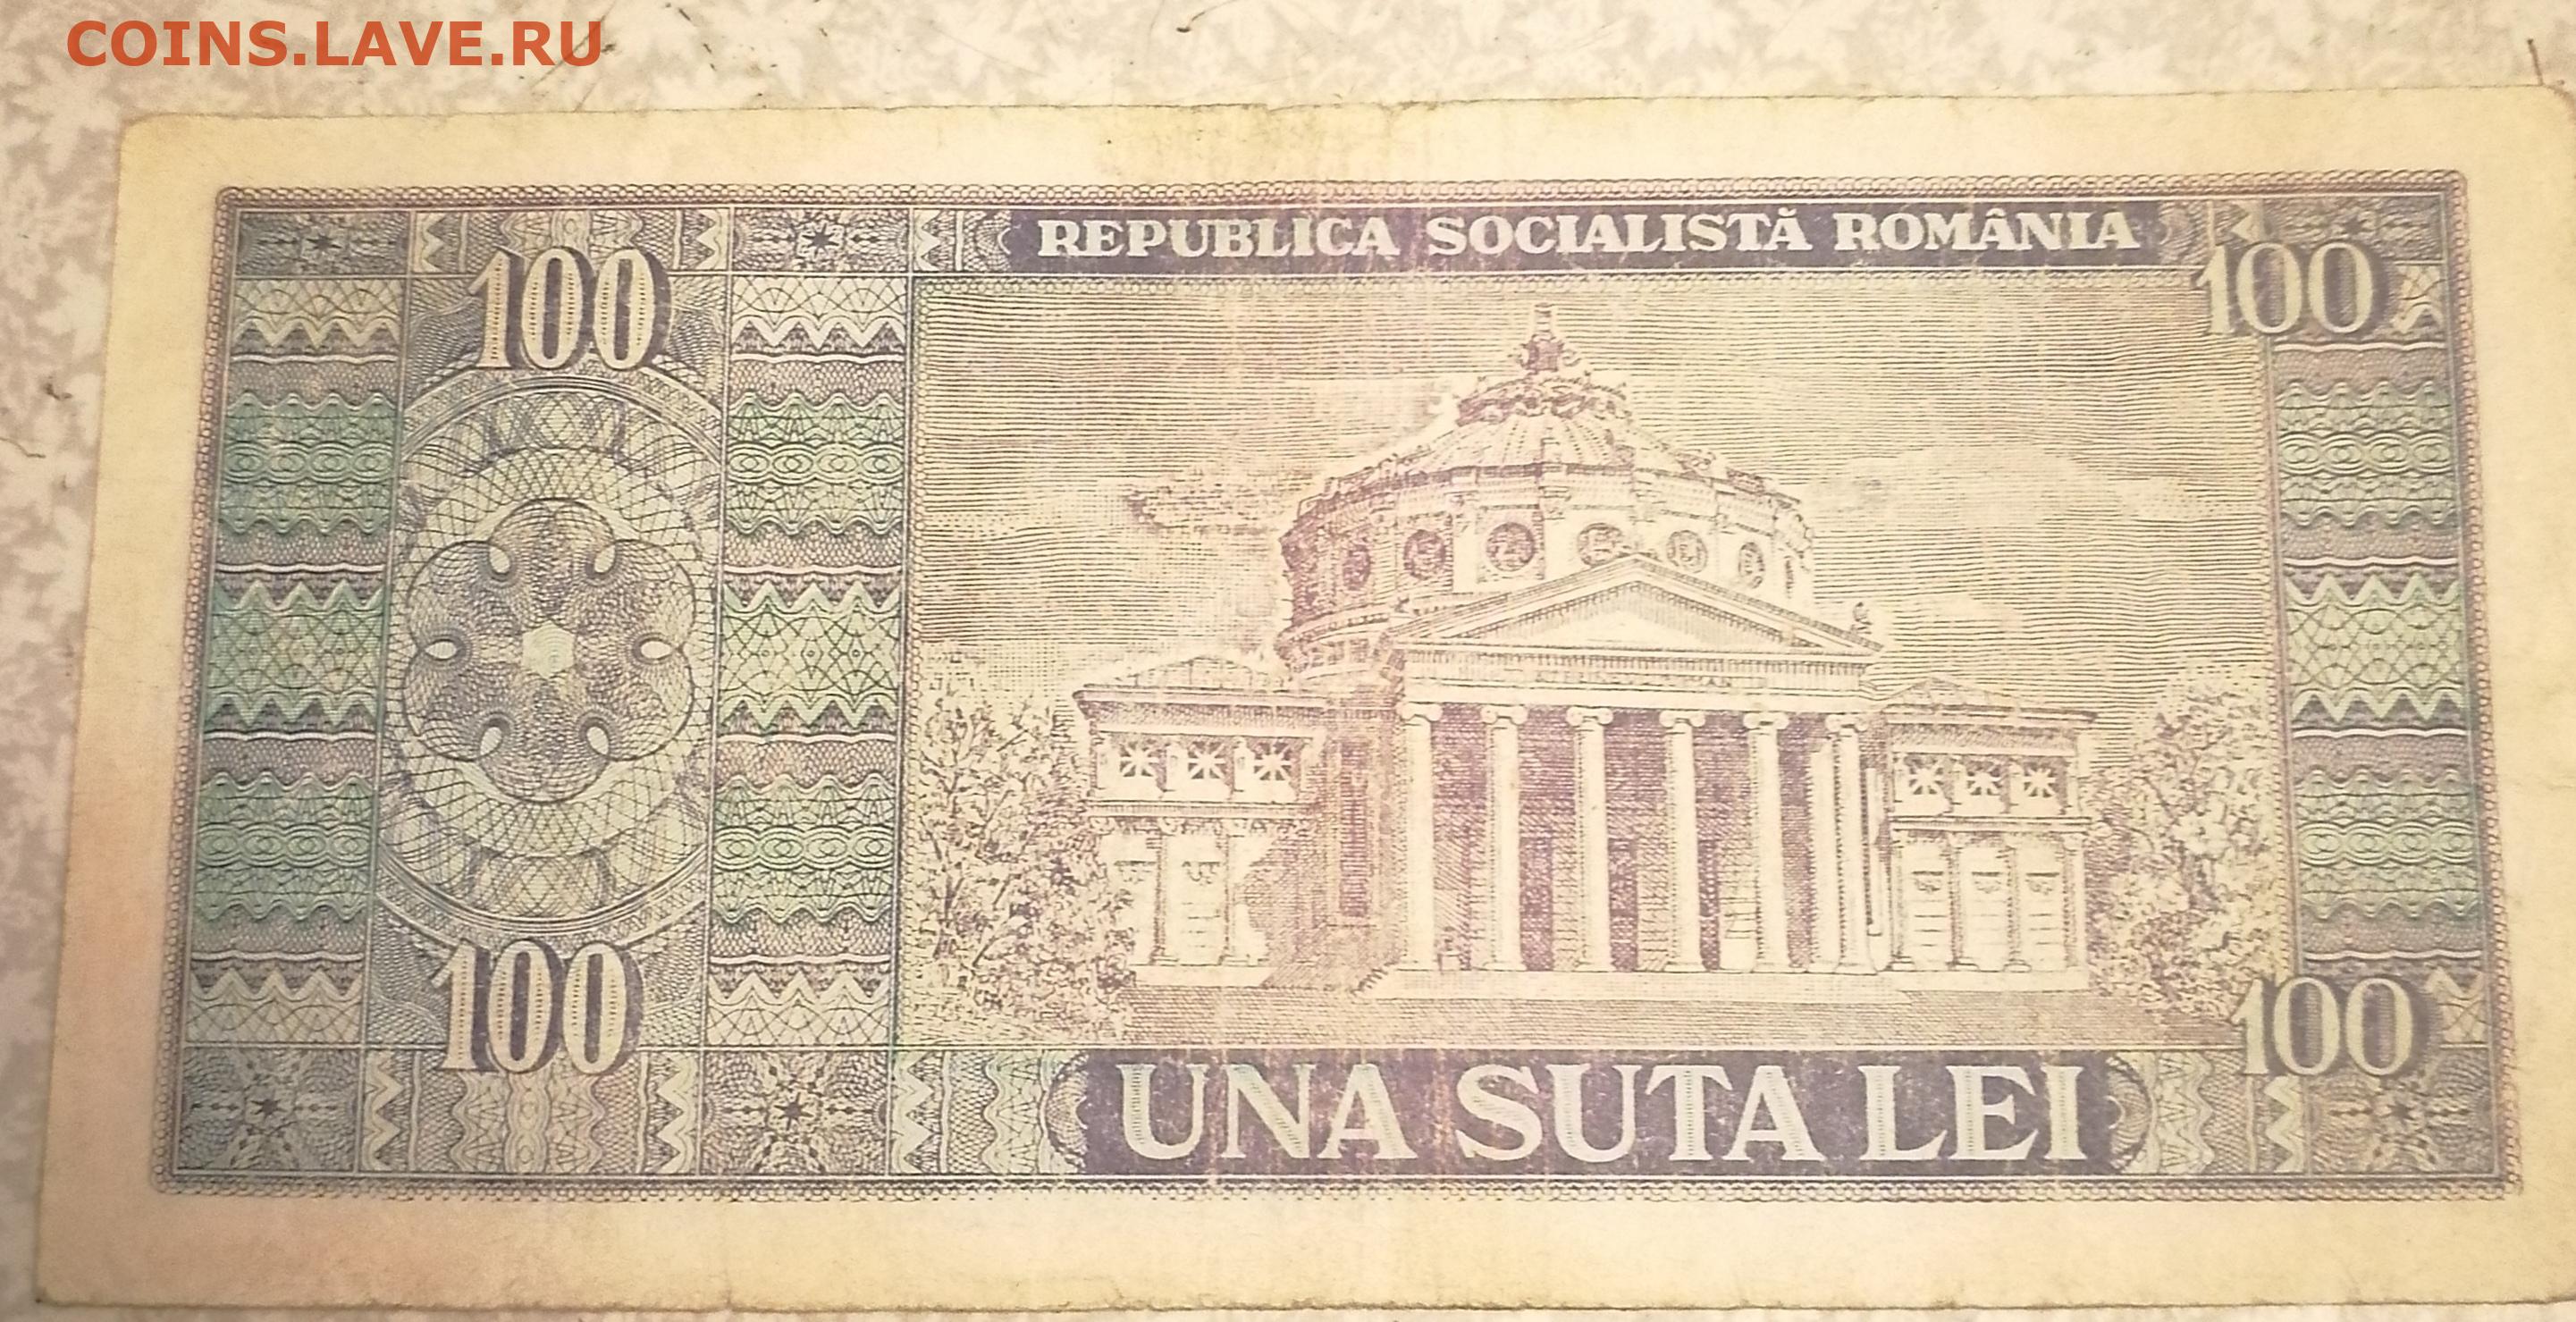 COINS.LAVE.RU
REPUBLICA SOCIALISTĂ ROMÂNIA
100
100
100
100
UNA SUTA LEI